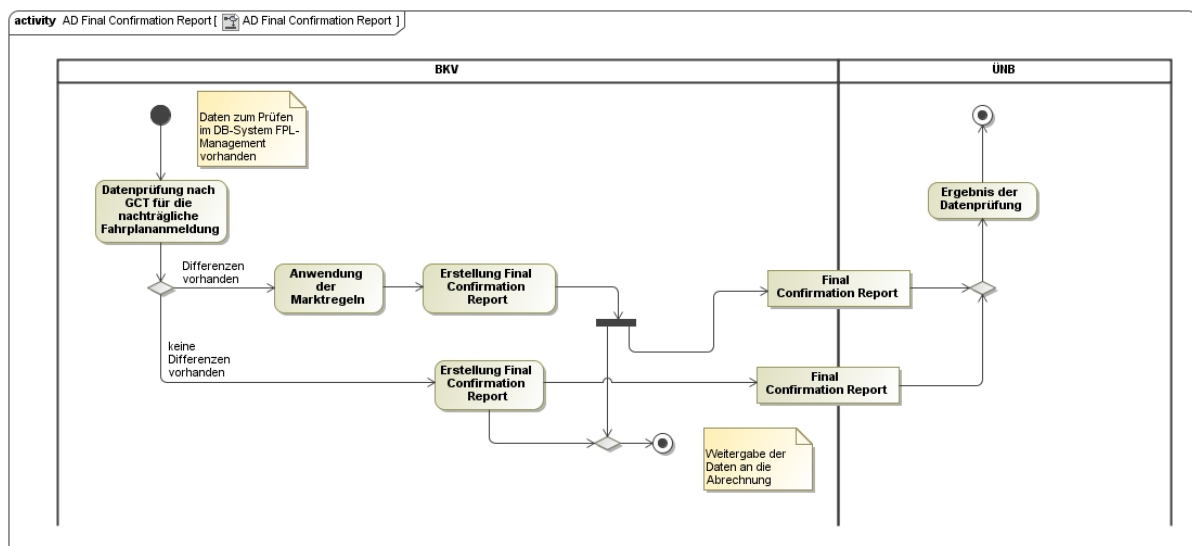 activity AD Final Confirmation Report [ AD Final Confirmation Report ]
BKV
ÜNB
Daten zum Prüfen
im DB-System FPL-
Management
vorhanden
Datenprüfung nach
GCT für die
nachträgliche
Fahrplananmeldung
Ergebnis der
Datenprüfung
Differenzen
vorhanden
Anwendung
der
Marktregeln
Erstellung Final
Confirmation
Report
Final
Confirmation Report
keine
Differenzen
vorhanden
Erstellung Final
Confirmation
Report
Final
Confirmation Report
Weitergabe der
Daten an die
Abrechnung